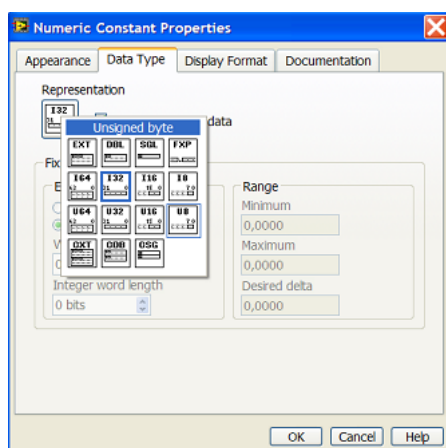 Numeric Constant Properties
Appearance Data Type Display Format Documentation
Representation
I32
data
Unsigned byte
EXT DBL SGL FXP
I64 I32 I16 I8
U64 U32 U16 U8
CXT CDB CSG
Fix
E
Range
Minimum
0,0000
W
Maximum
0
0,0000
Integer word length
Desired delta
0 bits
0,0000
OK Cancel Help